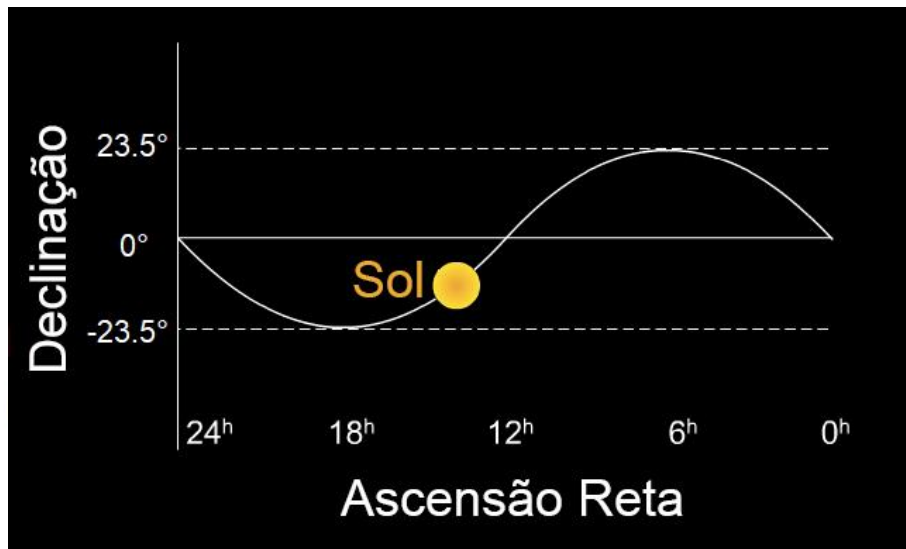 Declinação
23.5°
0°
-23.5°
Sol
24ʰ 18ʰ 12ʰ 6ʰ 0ʰ
Ascensão Reta